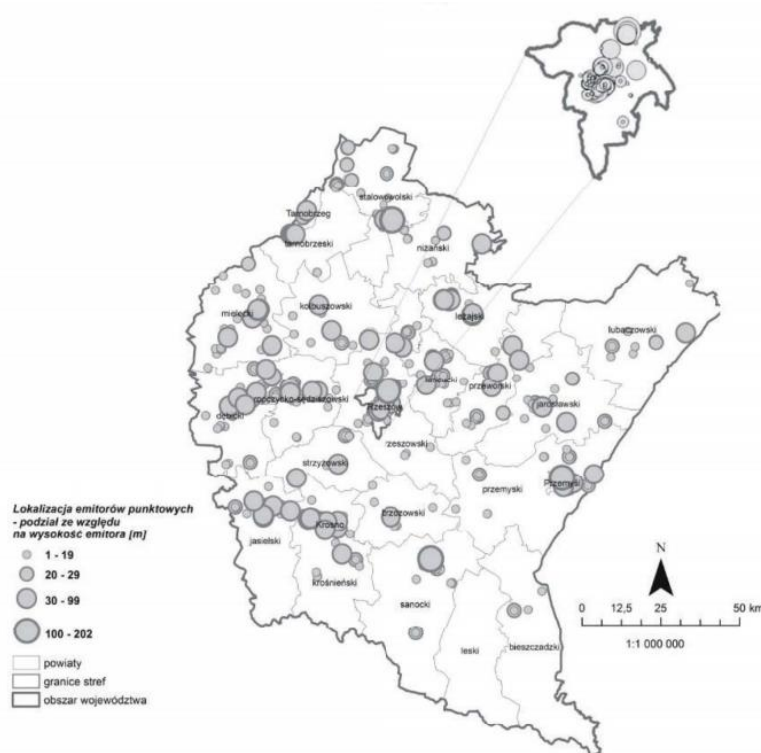 Tarnobrzeg
tarnobrzeski
stalowowolski
niżański
mielecki
kolbuszowski
leżajski
lubaczowski
ropczycko-sędziszowski
dębicki
Rzeszów
łańcucki
przeworski
jarosławski
rzeszowski
strzyżowski
przemyski
Przemyśl
brzozowski
Krosno
jasielski
krośnieński
sanocki
leski
bieszczadzki
Lokalizacja emitorów punktowych
- podział ze względu
na wysokość emitora [m]
1 - 19
20 - 29
30 - 99
100 - 202
powiaty
granice stref
obszar województwa
N
0 12,5 25 50 km
1:1 000 000